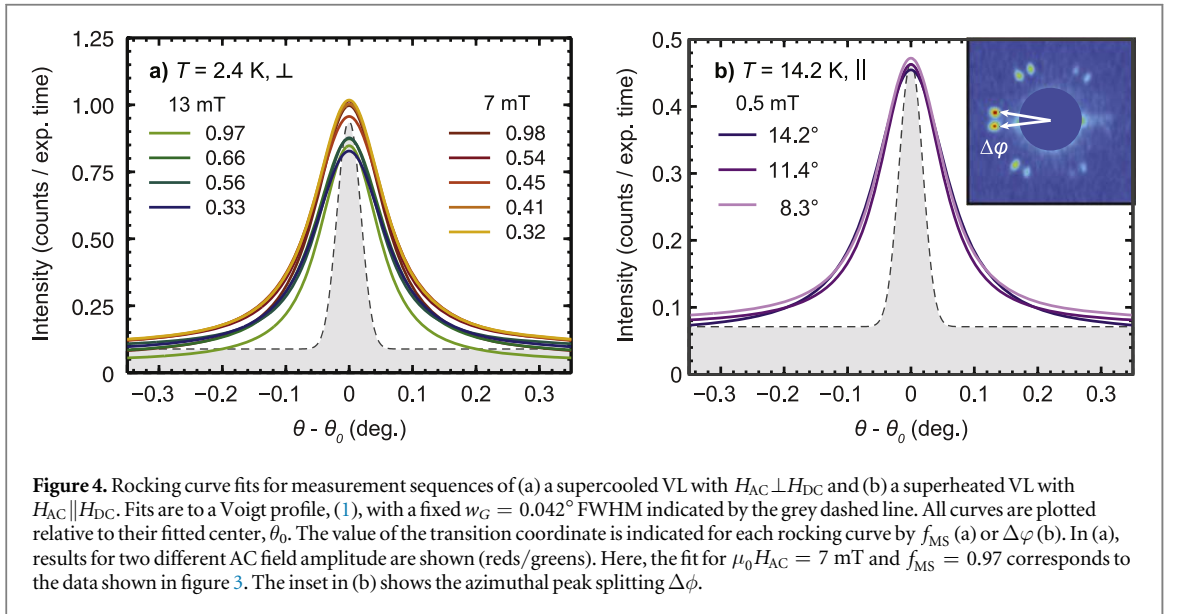 a) T = 2.4 K, ⊥
13 mT
0.97
0.66
0.56
0.33
7 mT
0.98
0.54
0.45
0.41
0.32
Intensity (counts / exp. time)
1.25
1.00
0.75
0.50
0.25
0
−0.3 −0.2 −0.1 0 0.1 0.2 0.3
θ - θ0 (deg.)
b) T = 14.2 K, ||
0.5 mT
14.2°
11.4°
8.3°
Δφ
Intensity (counts / exp. time)
0.5
0.4
0.3
0.2
0.1
0
−0.3 −0.2 −0.1 0 0.1 0.2 0.3
θ - θ0 (deg.)
Figure 4. Rocking curve fits for measurement sequences of (a) a supercooled VL with HAC⊥HDC and (b) a superheated VL with
HAC∥HDC. Fits are to a Voigt profile, (1), with a fixed wG = 0.042° FWHM indicated by the grey dashed line. All curves are plotted
relative to their fitted center, θ0. The value of the transition coordinate is indicated for each rocking curve by fMS (a) or Δφ (b). In (a),
results for two different AC field amplitude are shown (reds/greens). Here, the fit for μ0HAC = 7 mT and fMS = 0.97 corresponds to
the data shown in figure 3. The inset in (b) shows the azimuthal peak splitting Δϕ.